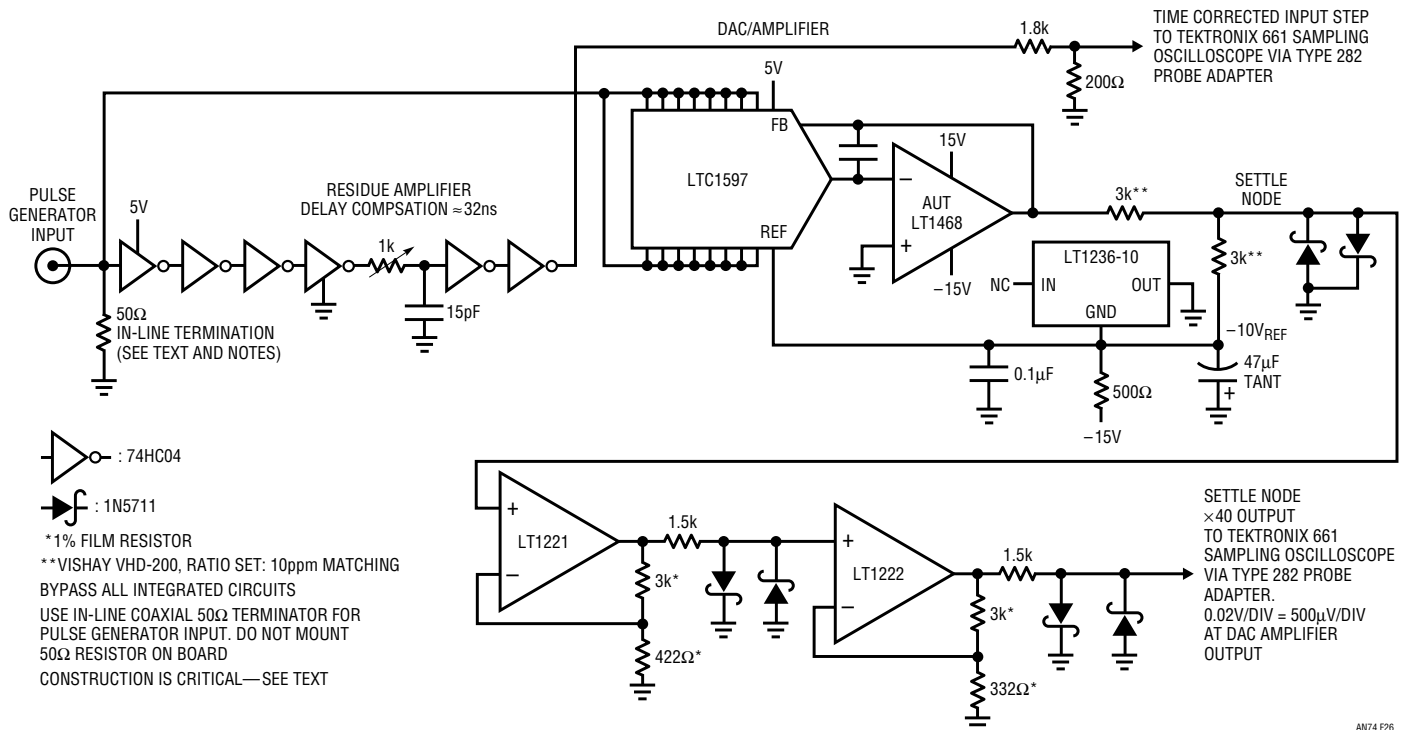 DAC/AMPLIFIER
1.8k
TIME CORRECTED INPUT STEP
TO TEKTRONIX 661 SAMPLING
OSCILLOSCOPE VIA TYPE 282
PROBE ADAPTER
200Ω
5V
FB
LTC1597
REF
15V
−
AUT
LT1468
+
−15V
3k**
SETTLE
NODE
3k**
LT1236-10
NC
IN
OUT
GND
−10VREF
0.1µF
500Ω
−15V
47µF
TANT
+
PULSE
GENERATOR
INPUT
5V
RESIDUE AMPLIFIER
DELAY COMPSATION ≈32ns
1k
15pF
50Ω
IN-LINE TERMINATION
(SEE TEXT AND NOTES)
: 74HC04
: 1N5711
*1% FILM RESISTOR
**VISHAY VHD-200, RATIO SET: 10ppm MATCHING
BYPASS ALL INTEGRATED CIRCUITS
USE IN-LINE COAXIAL 50Ω TERMINATOR FOR
PULSE GENERATOR INPUT. DO NOT MOUNT
50Ω RESISTOR ON BOARD
CONSTRUCTION IS CRITICAL—SEE TEXT
+
LT1221
−
1.5k
3k*
422Ω*
+
LT1222
−
1.5k
3k*
332Ω*
SETTLE NODE
×40 OUTPUT
TO TEKTRONIX 661
SAMPLING OSCILLOSCOPE
VIA TYPE 282 PROBE
ADAPTER.
0.02V/DIV = 500µV/DIV
AT DAC AMPLIFIER
OUTPUT
AN74 F26